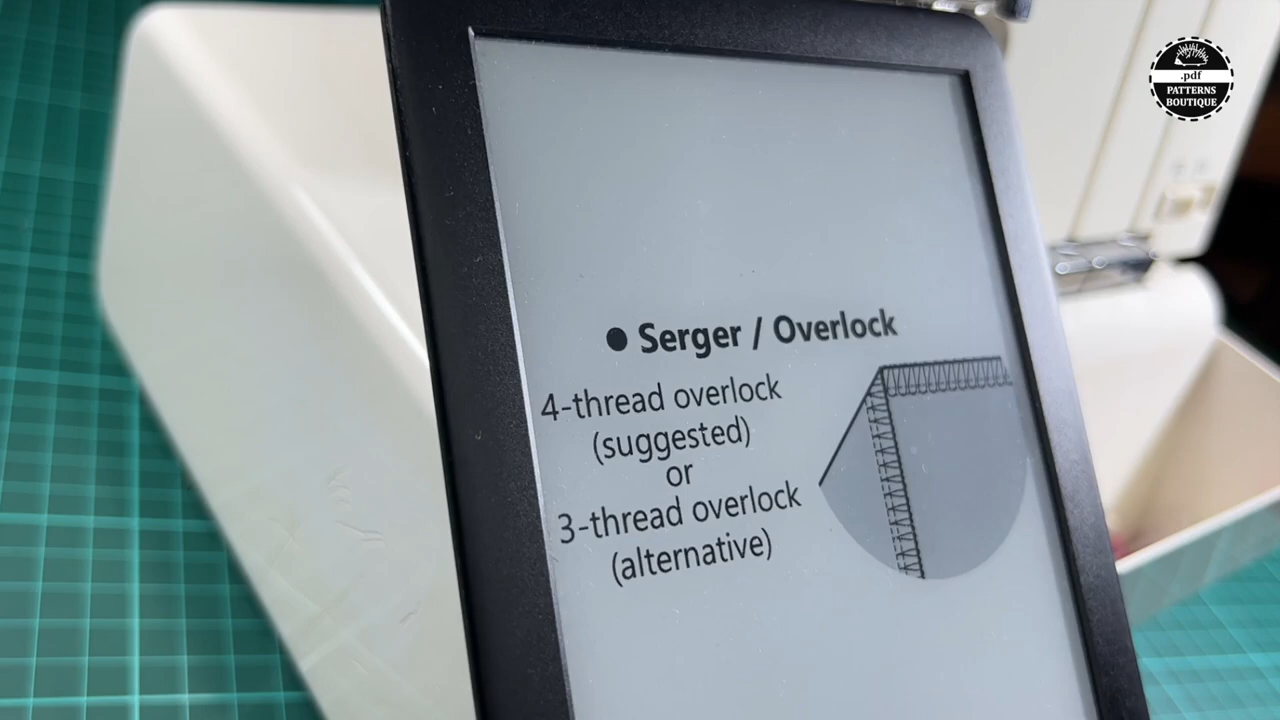 .pdf
PATTERNS
BOUTIQUE
● Serger / Overlock
4-thread overlock
(suggested)
or
3-thread overlock
(alternative)